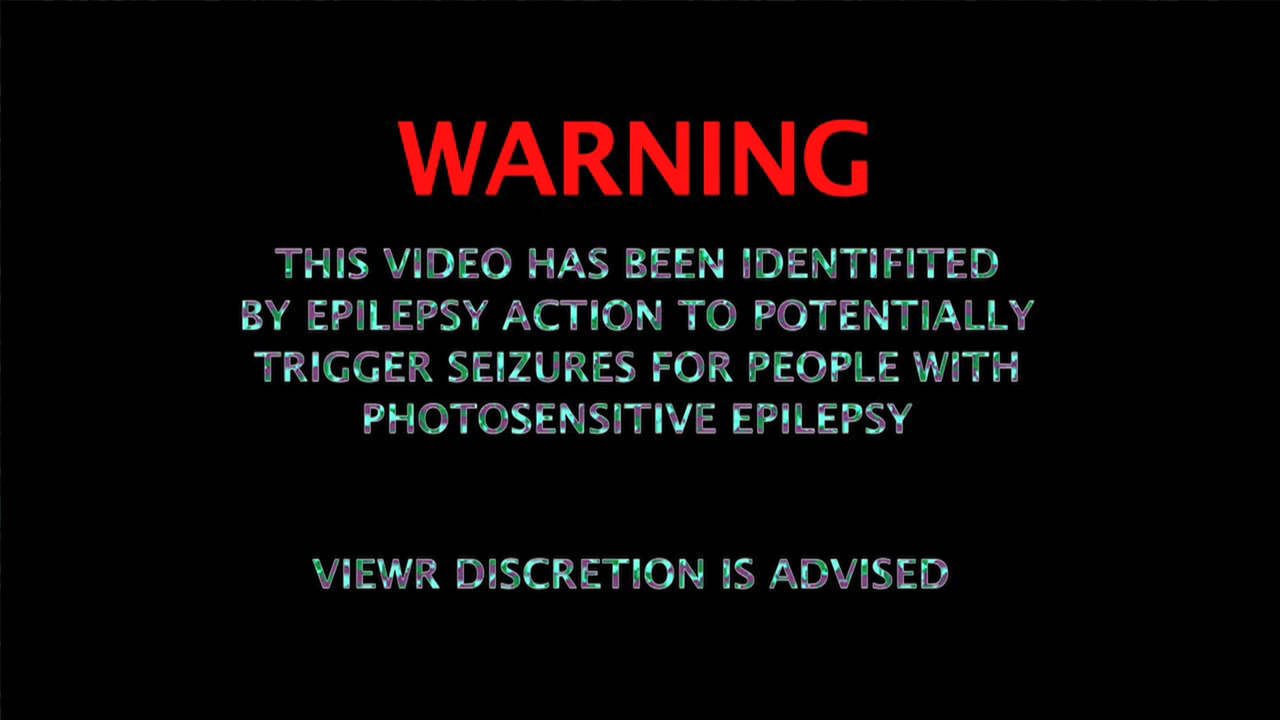 WARNING
THIS VIDEO HAS BEEN IDENTIFITED
BY EPILEPSY ACTION TO POTENTIALLY
TRIGGER SEIZURES FOR PEOPLE WITH
PHOTOSENSITIVE EPILEPSY
VIEWR DISCRETION IS ADVISED